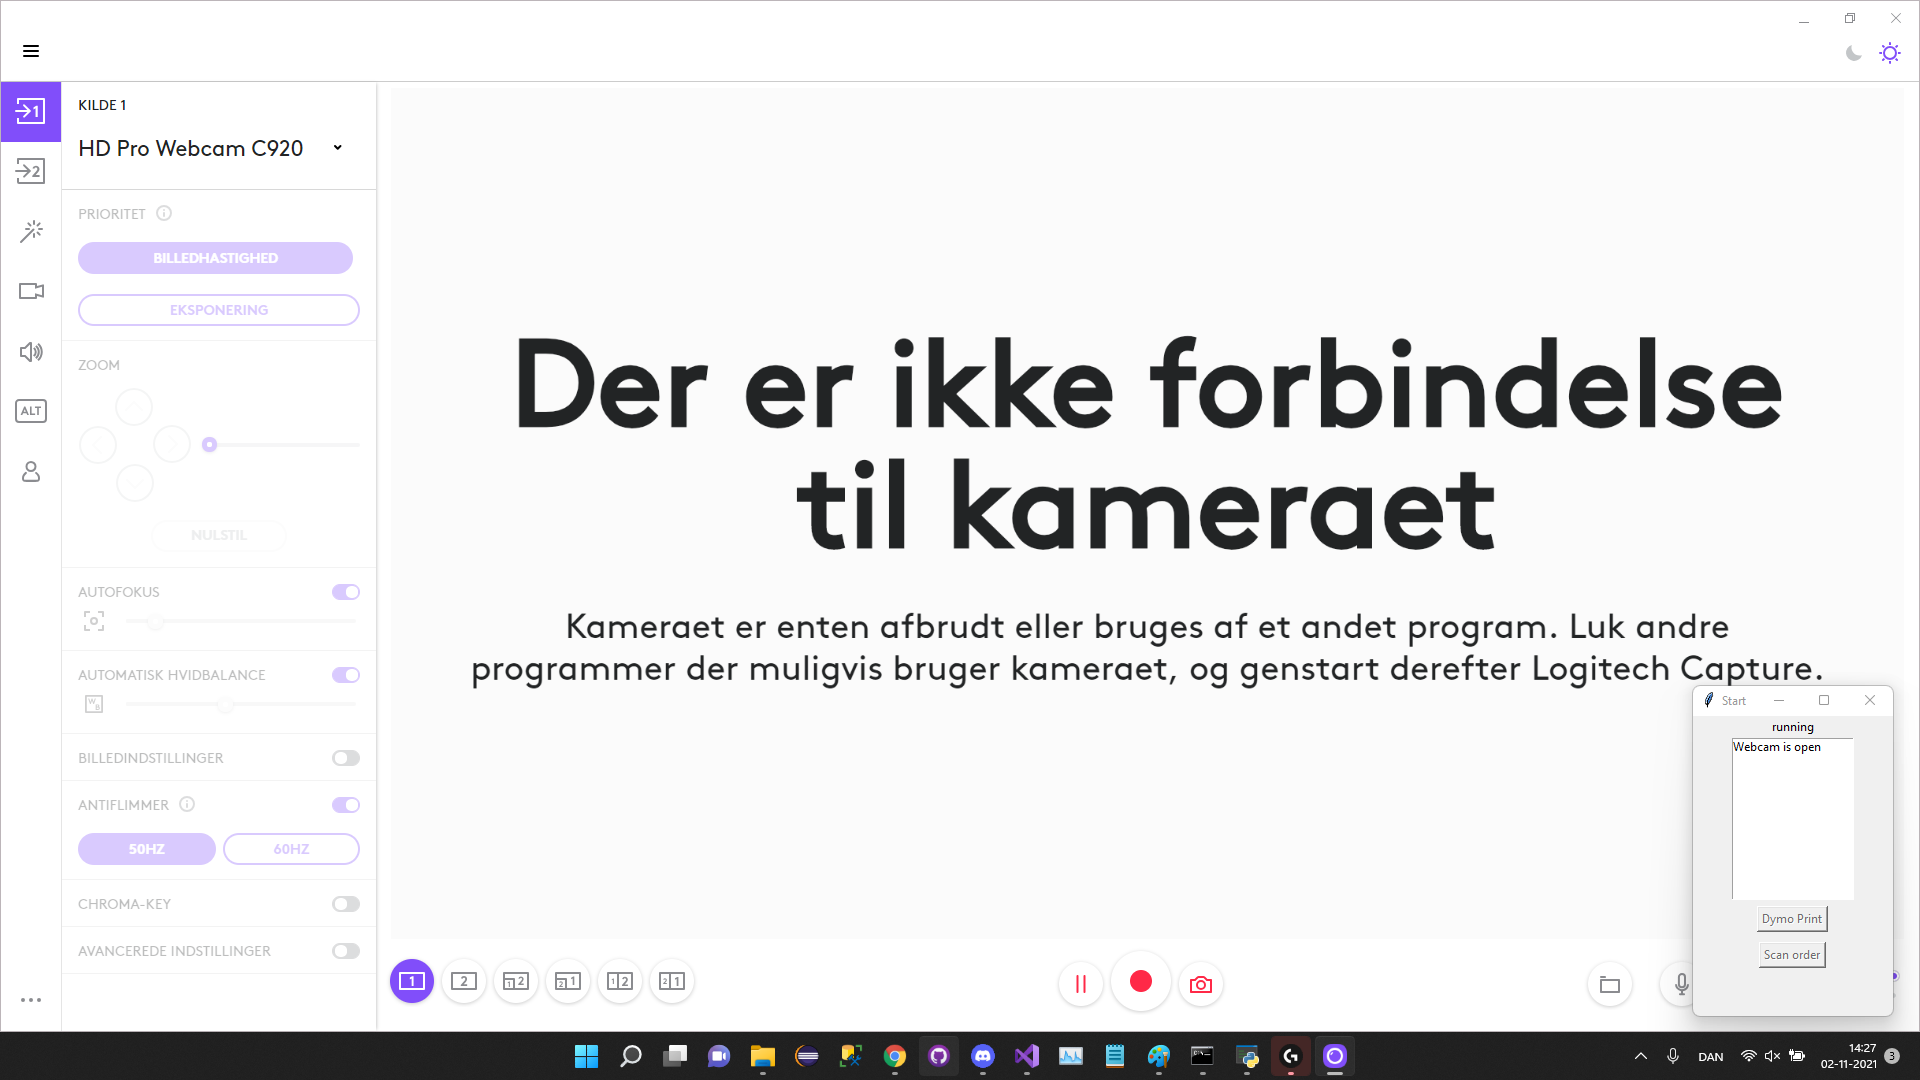 KILDE 1
HD Pro Webcam C920
PRIORITET
BILLEDHASTIGHED
EKSPONERING
ZOOM
NULSTIL
AUTOFOKUS
AUTOMATISK HVIDBALANCE
BILLEDINDSTILLINGER
ANTIFLIMMER
50HZ
60HZ
CHROMA-KEY
AVANCEREDE INDSTILLINGER
1
2
ALT
Der er ikke forbindelse
til kameraet
Kameraet er enten afbrudt eller bruges af et andet program. Luk andre
programmer der muligvis bruger kameraet, og genstart derefter Logitech Capture.
Start
running
Webcam is open
Dymo Print
Scan order
1
2
1 2
2 1
1 2
2 1
DAN
14:27
02-11-2021
3